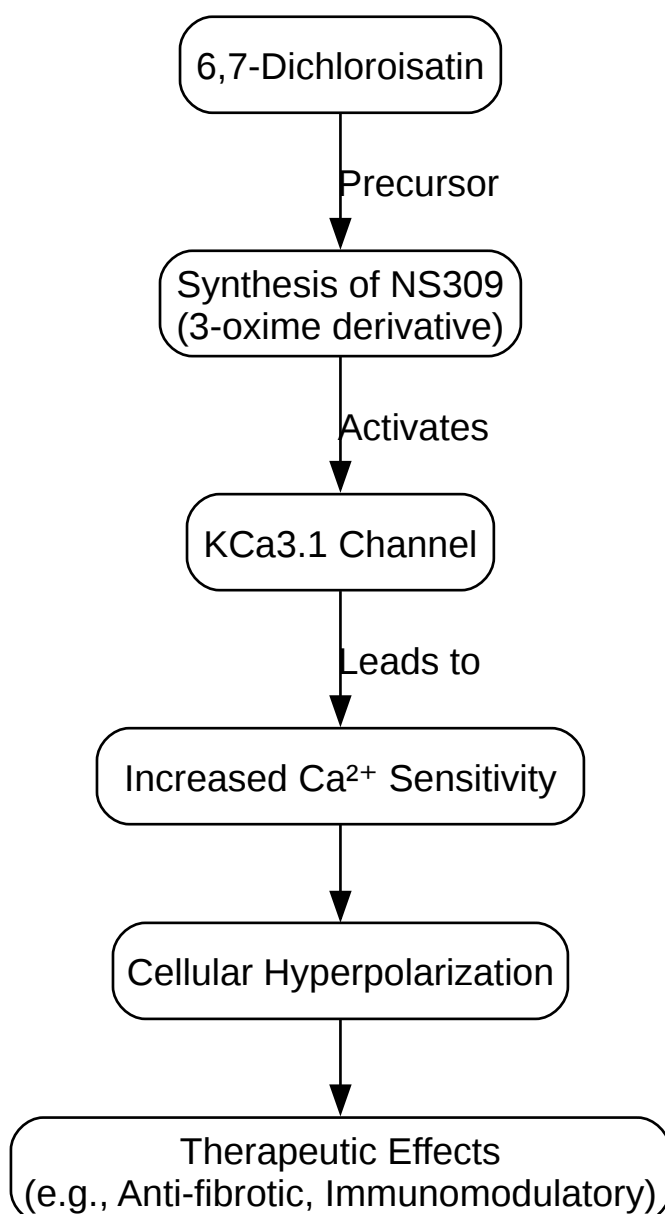 6,7-Dichloroisatin
Precursor
Synthesis of NS309
(3-oxime derivative)
Activates
KCa3.1 Channel
Leads to
Increased Ca²⁺ Sensitivity
Cellular Hyperpolarization
Therapeutic Effects
(e.g., Anti-fibrotic, Immunomodulatory)